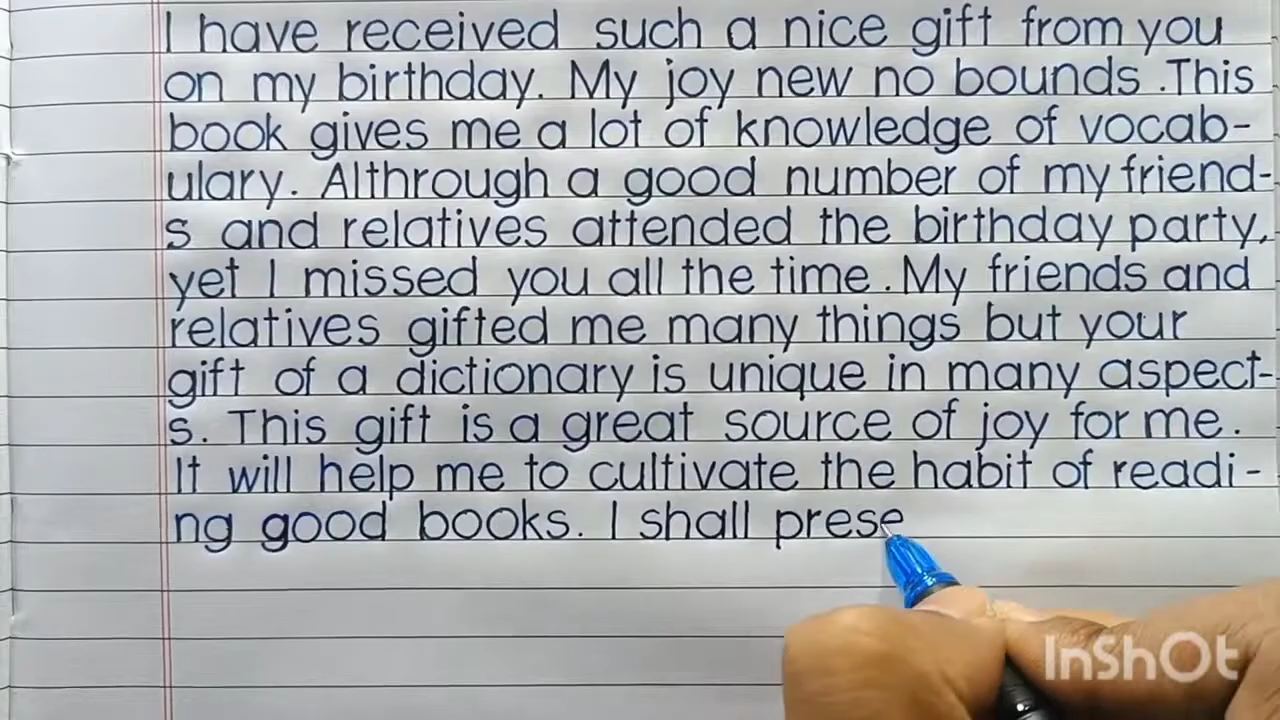 I have received such a nice gift from you
on my birthday. My joy new no bounds .This
book gives me a lot of knowledge of vocab-
ulary. Althrough a good number of my friend-
s and relatives attended the birthday party,
yet I missed you all the time. My friends and
relatives gifted me many things but your
gift of a dictionary is unique in many aspect-
s. This gift is a great source of joy for me.
It will help me to cultivate the habit of readi-
ng good books. I shall prese
InShOt